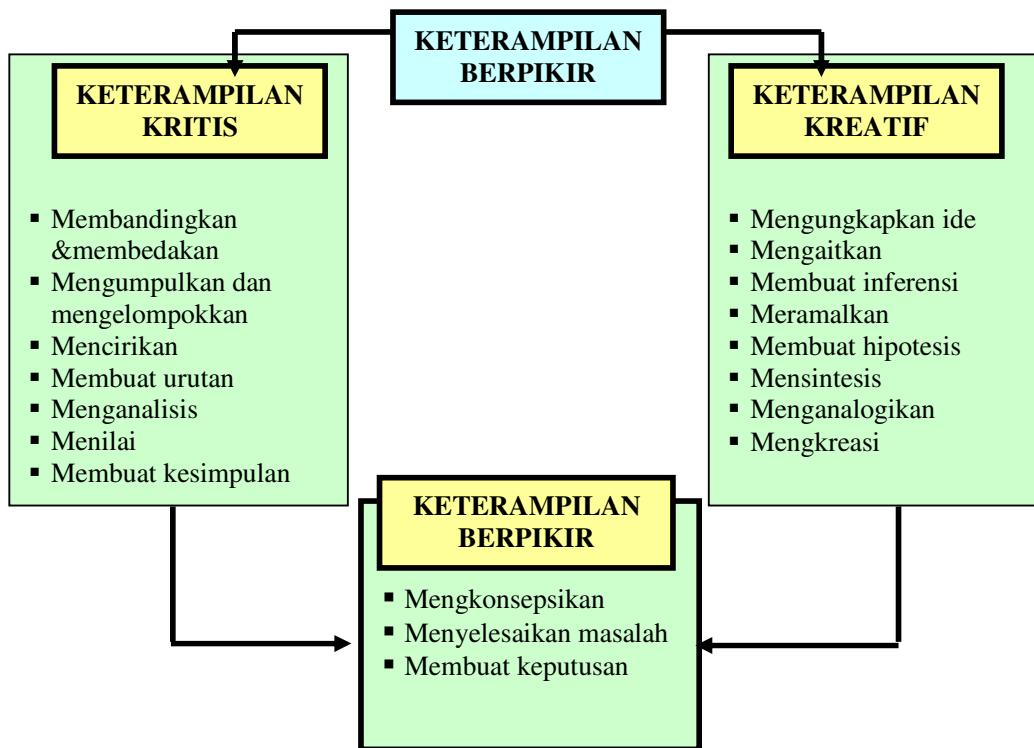 KETERAMPILAN
BERPIKIR
KETERAMPILAN
KRITIS
▪ Membandingkan
&membedakan
▪ Mengumpulkan dan
mengelompokkan
▪ Mencirikan
▪ Membuat urutan
▪ Menganalisis
▪ Menilai
▪ Membuat kesimpulan
KETERAMPILAN
KREATIF
▪ Mengungkapkan ide
▪ Mengaitkan
▪ Membuat inferensi
▪ Meramalkan
▪ Membuat hipotesis
▪ Mensintesis
▪ Menganalogikan
▪ Mengkreasi
KETERAMPILAN
BERPIKIR
▪ Mengkonsepsikan
▪ Menyelesaikan masalah
▪ Membuat keputusan